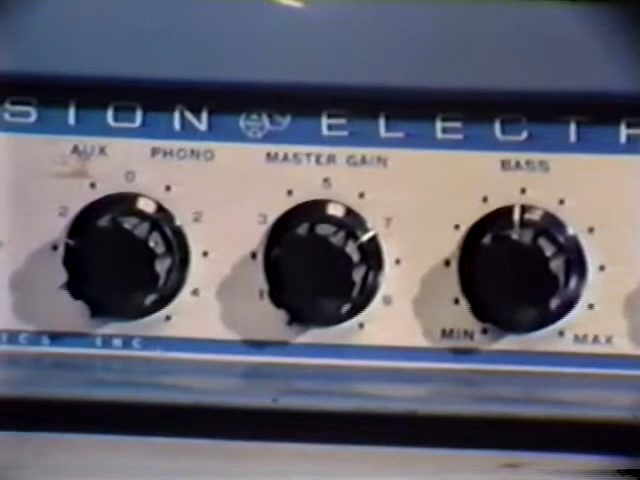 SION ELECTR
AUX PHONO MASTER GAIN BASS
0 5
2 2 3 7
4 1 9
MIN MAX
ICS INC.